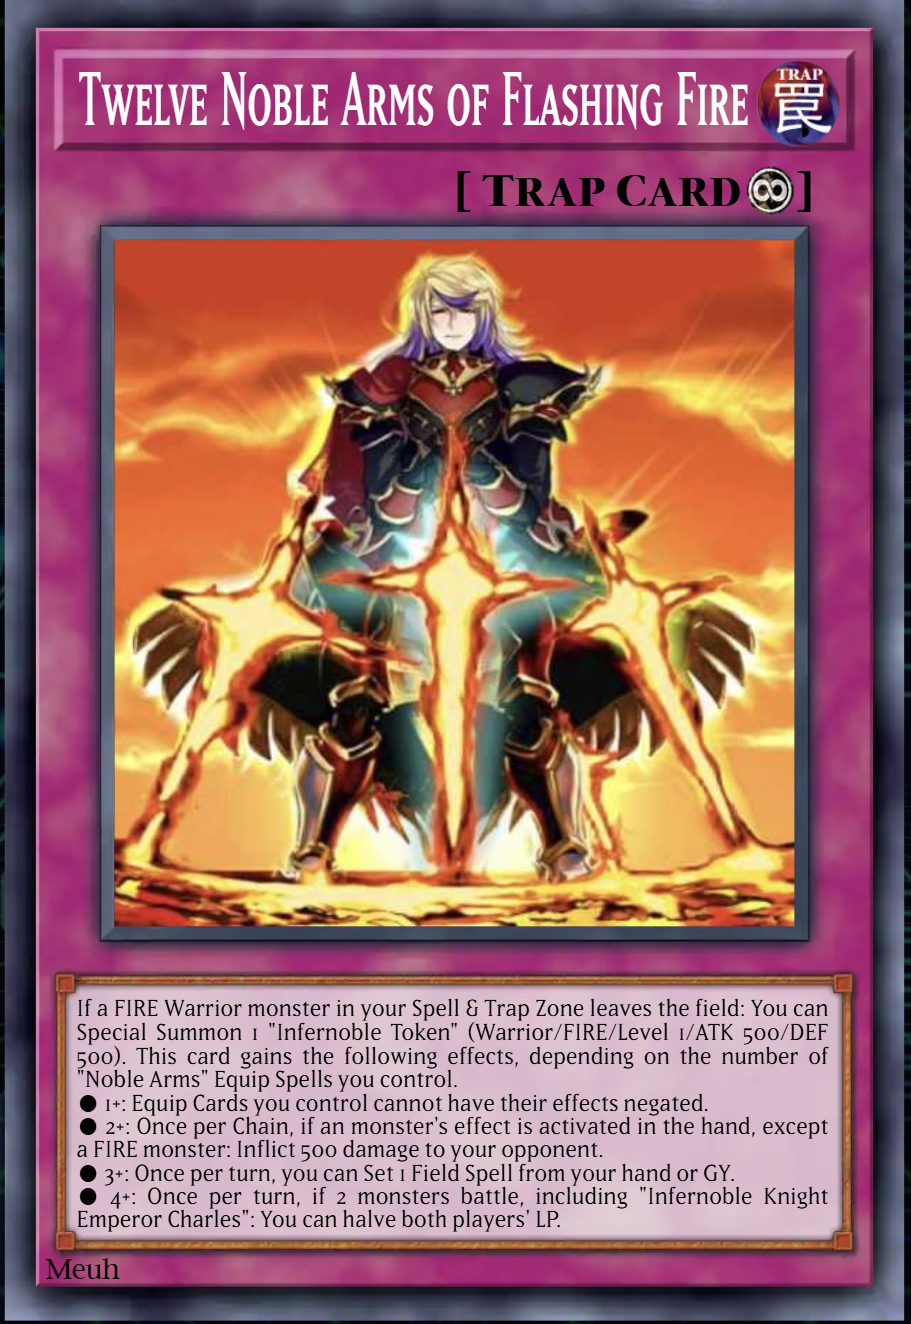 Twelve Noble Arms of Flashing Fire
TRAP
罠
[ Trap Card ]
If a FIRE Warrior monster in your Spell & Trap Zone leaves the field: You can
Special Summon 1 "Infernoble Token" (Warrior/FIRE/Level 1/ATK 500/DEF
500). This card gains the following effects, depending on the number of
"Noble Arms" Equip Spells you control.
● 1+: Equip Cards you control cannot have their effects negated.
● 2+: Once per Chain, if an monster's effect is activated in the hand, except
a FIRE monster: Inflict 500 damage to your opponent.
● 3+: Once per turn, you can Set 1 Field Spell from your hand or GY.
● 4+: Once per turn, if 2 monsters battle, including "Infernoble Knight
Emperor Charles": You can halve both players' LP.
Meuh